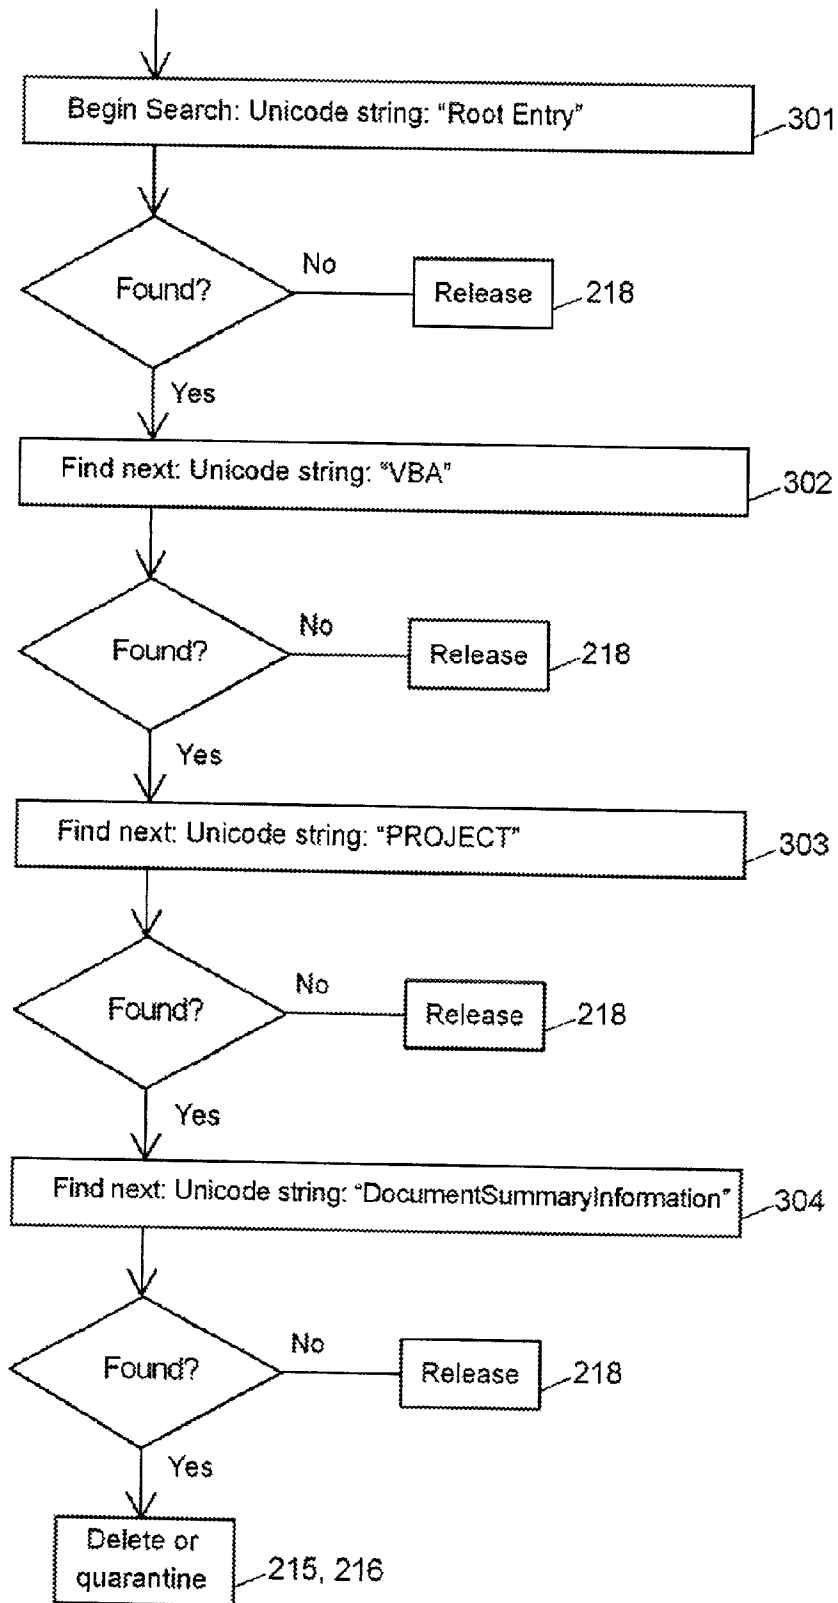 Begin Search: Unicode string: “Root Entry”
301
Found?
No
Release
218
Yes
Find next: Unicode string: “VBA”
302
Found?
No
Release
218
Yes
Find next: Unicode string: “PROJECT”
303
Found?
No
Release
218
Yes
Find next: Unicode string: “DocumentSummaryInformation”
304
Found?
No
Release
218
Yes
Delete or
quarantine
215, 216